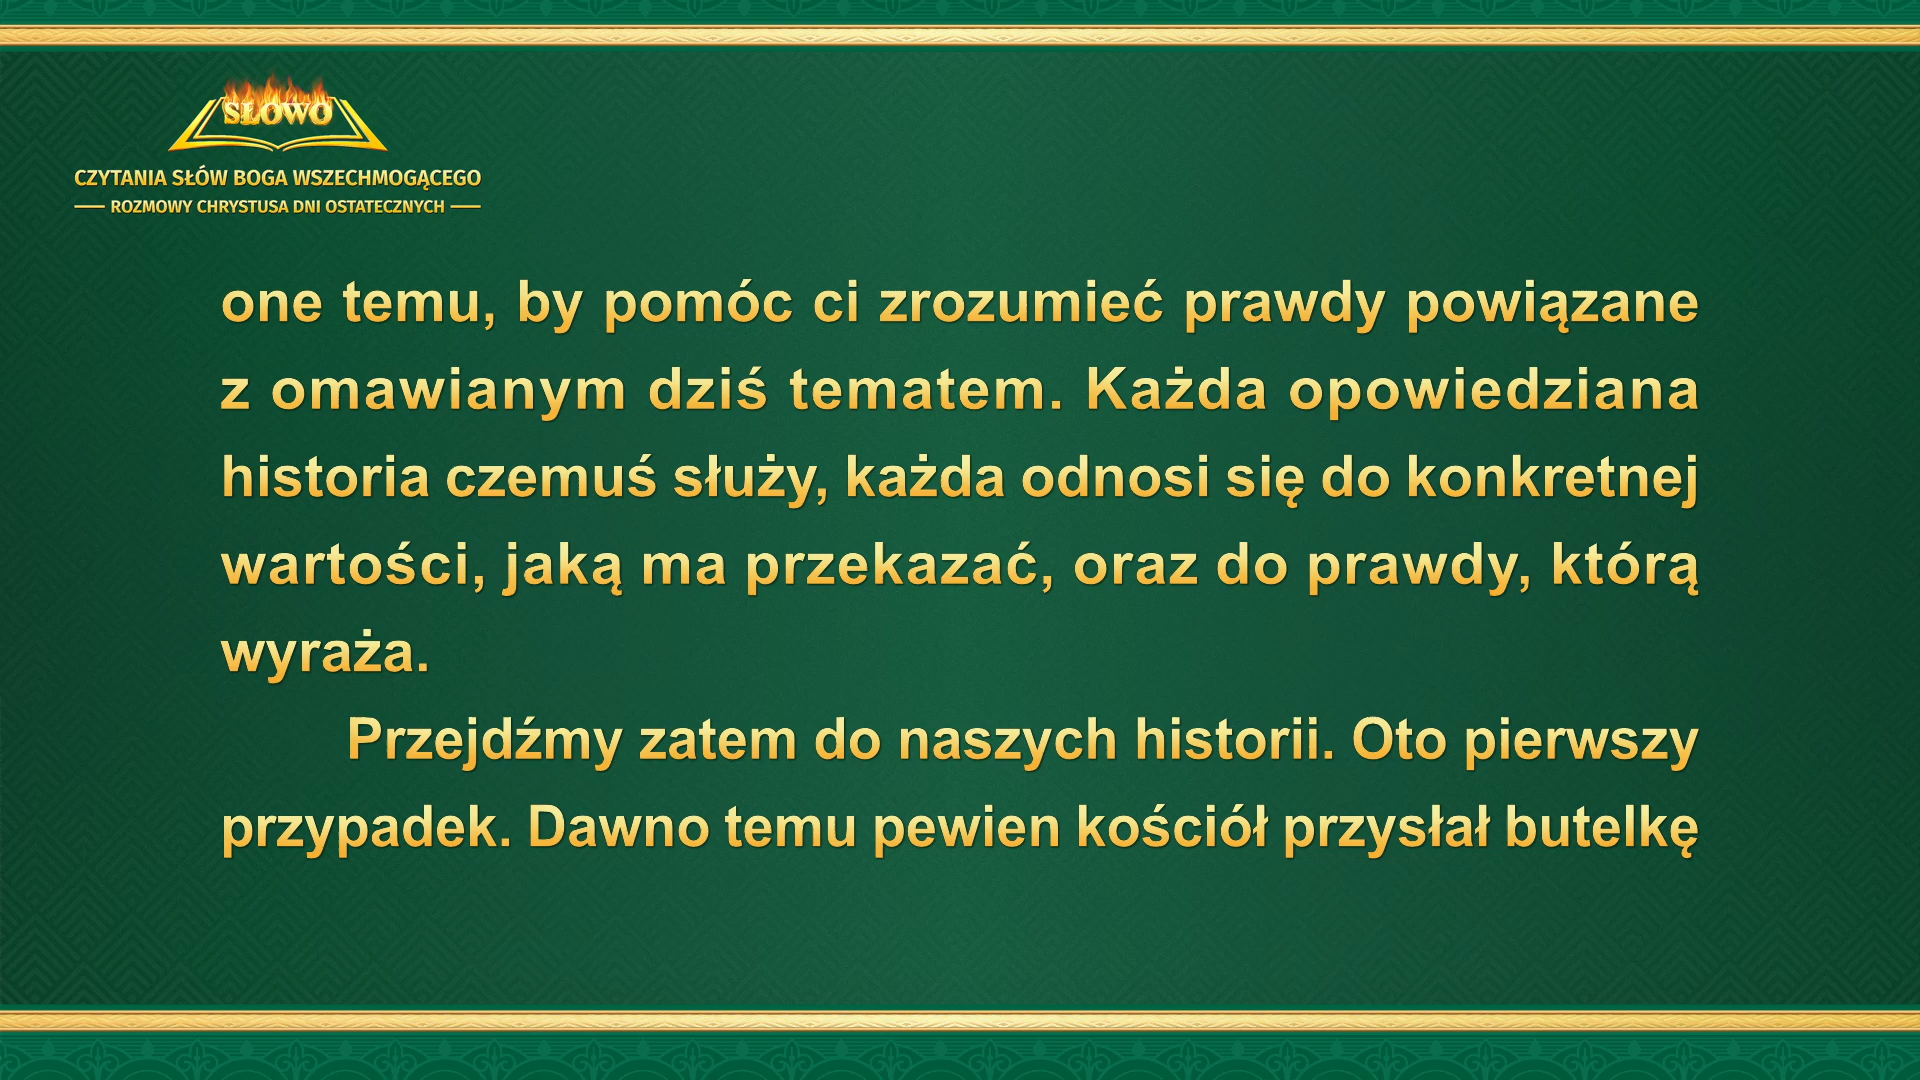 SŁOWO
CZYTANIA SŁÓW BOGA WSZECHMOGĄCEGO
ROZMOWY CHRYSTUSA DNI OSTATECZNYCH
one temu, by pomóc ci zrozumieć prawdy powiązane
z omawianym dziś tematem. Każda opowiedziana
historia czemuś służy, każda odnosi się do konkretnej
wartości, jaką ma przekazać, oraz do prawdy, którą
wyraża.
Przejdźmy zatem do naszych historii. Oto pierwszy
przypadek. Dawno temu pewien kościół przysłał butelkę